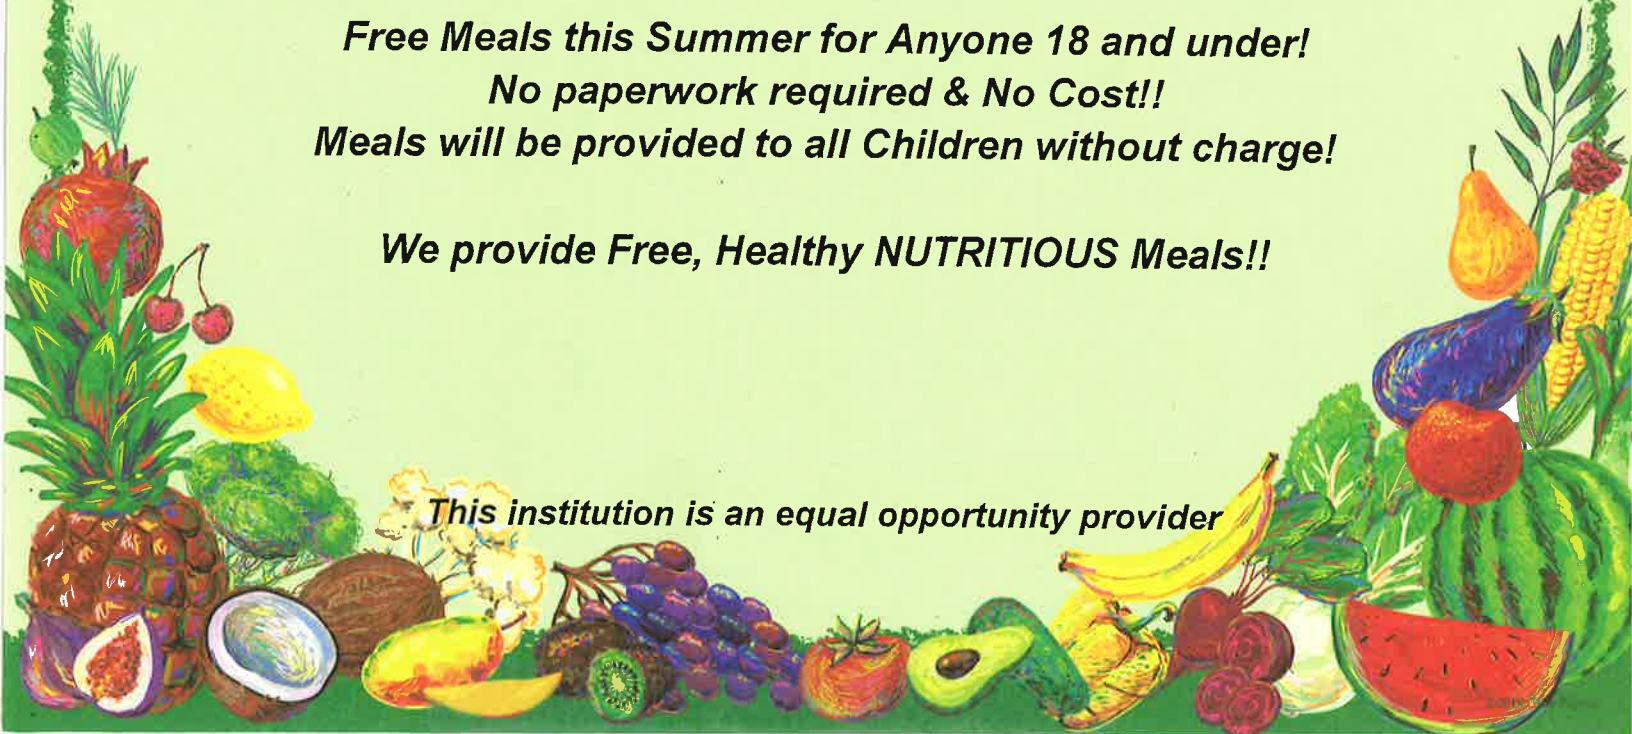 Free Meals this Summer for Anyone 18 and under!
No paperwork required & No Cost!!
Meals will be provided to all Children without charge!
We provide Free, Healthy NUTRITIOUS Meals!!
This institution is an equal opportunity provider